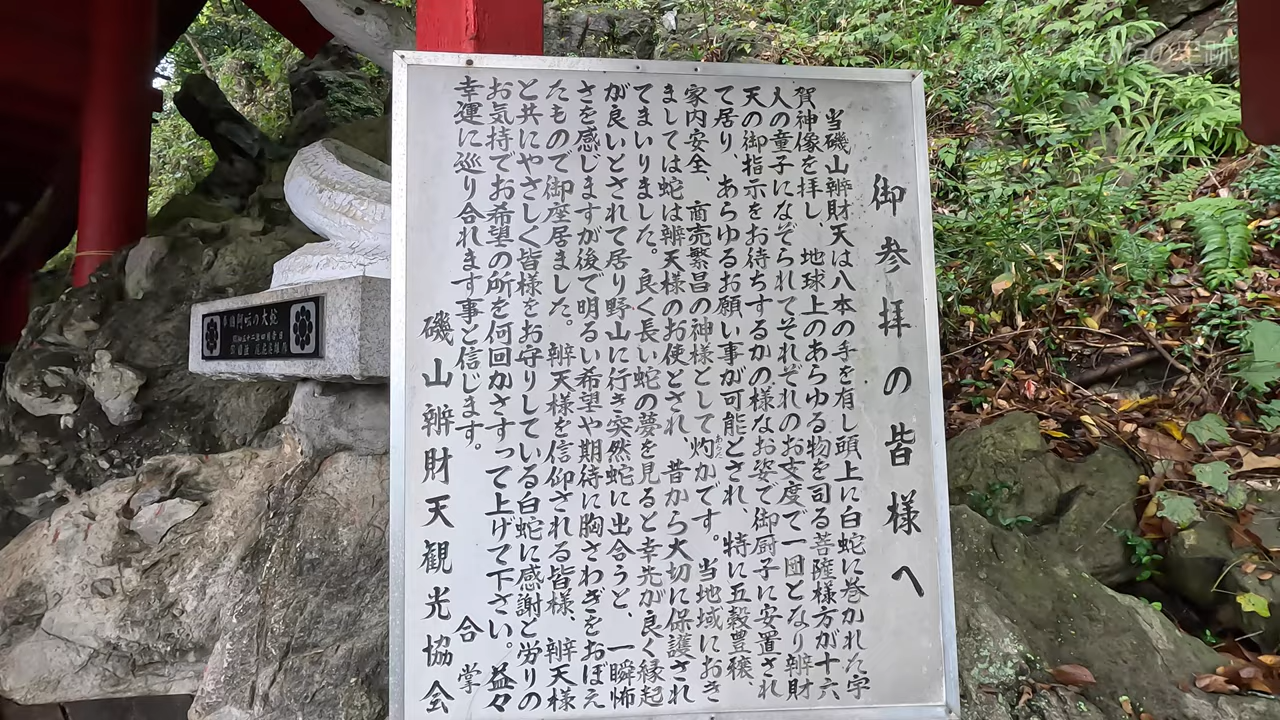 御参拝の皆様へ
当磯山辨財天は八本の手を有し頭上に白蛇に巻かれた宇
賀神像を拝し、地球上のあらゆる物を司る菩薩様方が十六
人の童子になぞられてそれぞれのお支度で一団となり辨財
天の御指示をお待ちするかの様なお姿で御厨子に安置され
て居り、あらゆるお願い事が可能とされ、特に五穀豊穣、
家内安全、商売繁昌の神様として灼かです。当地域におき
ましては蛇は辨天様のお使とされ、昔から大切に保護され
てまいりました。良く長い蛇の夢を見ると幸先が良く縁起
が良いとされて居り野山に行き突然蛇に出合うと、一瞬怖
さを感じますが後で明るい希望や期待に胸さわぎをおぼえ
たもので御座居ました。辨天様を信仰される皆様、辨天様
と共にやさしく皆様をお守りしている白蛇に感謝と労りの
お気持でお希望の所を何回かさすって上げて下さい。益々
幸運に巡り合れます事と信じます。
合掌
磯山辨財天観光協会
阿吽の大蛇